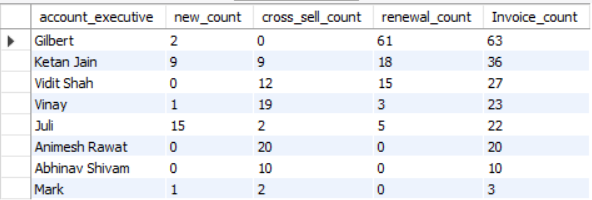 account_executive new_count cross_sell_count renewal_count Invoice_count
Gilbert 2 0 61 63
Ketan Jain 9 9 18 36
Vidit Shah 0 12 15 27
Vinay 1 19 3 23
Juli 15 2 5 22
Animesh Rawat 0 20 0 20
Abhinav Shivam 0 10 0 10
Mark 1 2 0 3